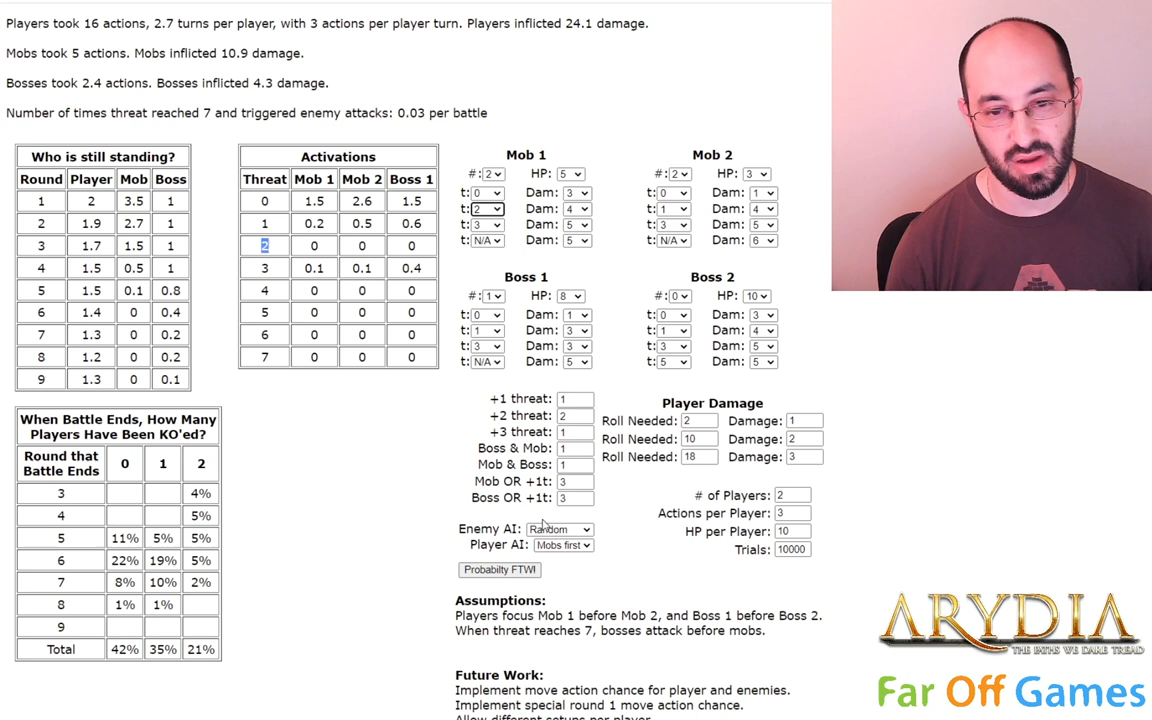 Players took 16 actions, 2.7 turns per player, with 3 actions per player turn. Players inflicted 24.1 damage.
Mobs took 5 actions. Mobs inflicted 10.9 damage.
Bosses took 2.4 actions. Bosses inflicted 4.3 damage.
Number of times threat reached 7 and triggered enemy attacks: 0.03 per battle
Who is still standing?
Round Player Mob Boss
1 2 3.5 1
2 1.9 2.7 1
3 1.7 1.5 1
4 1.5 0.5 1
5 1.5 0.1 0.8
6 1.4 0 0.4
7 1.3 0 0.2
8 1.2 0 0.2
9 1.3 0 0.1
Activations
Threat Mob 1 Mob 2 Boss 1
0 1.5 2.6 1.5
1 0.2 0.5 0.6
2 0 0 0
3 0.1 0.1 0.4
4 0 0 0
5 0 0 0
6 0 0 0
7 0 0 0
When Battle Ends, How Many
Players Have Been KO'ed?
Round that
Battle Ends 0 1 2
3 4%
4 5%
5 11% 5% 5%
6 22% 19% 5%
7 8% 10% 2%
8 1% 1%
9
Total 42% 35% 21%
Mob 1
#: 2 HP: 5
t: 0 Dam: 3
t: 2 Dam: 4
t: 3 Dam: 5
t: N/A Dam: 5
Mob 2
#: 2 HP: 3
t: 0 Dam: 1
t: 1 Dam: 4
t: 3 Dam: 5
t: N/A Dam: 6
Boss 1
#: 1 HP: 8
t: 0 Dam: 1
t: 1 Dam: 3
t: 3 Dam: 3
t: N/A Dam: 5
Boss 2
#: 0 HP: 10
t: 0 Dam: 3
t: 1 Dam: 4
t: 3 Dam: 5
t: 5 Dam: 5
+1 threat: 1
+2 threat: 2
+3 threat: 1
Boss & Mob: 1
Mob & Boss: 1
Mob OR +1t: 3
Boss OR +1t: 3
Enemy AI: Random
Player AI: Mobs first
Probabilty FTW!
Player Damage
Roll Needed: 2 Damage: 1
Roll Needed: 10 Damage: 2
Roll Needed: 18 Damage: 3
# of Players: 2
Actions per Player: 3
HP per Player: 10
Trials: 10000
Assumptions:
Players focus Mob 1 before Mob 2, and Boss 1 before Boss 2.
When threat reaches 7, bosses attack before mobs.
Future Work:
Implement move action chance for player and enemies.
Implement special round 1 move action chance.
Allow different setups per player.
ARYDIA
THE PATHS WE DARE TREAD
Far Off Games